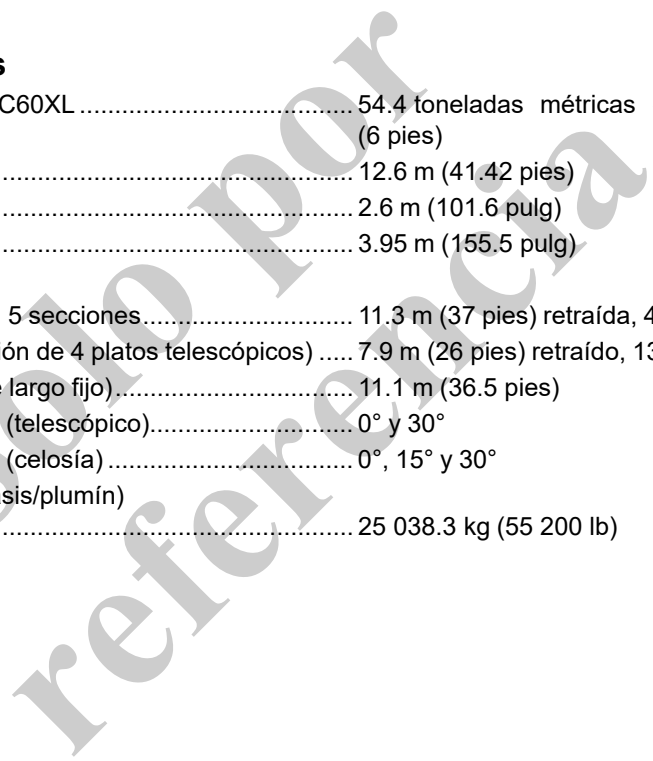 s
C60XL ...................................... 54.4 toneladas métricas
(6 pies)
................................................. 12.6 m (41.42 pies)
................................................. 2.6 m (101.6 pulg)
................................................. 3.95 m (155.5 pulg)
5 secciones............................. 11.3 m (37 pies) retraída, 4
ón de 4 platos telescópicos) ..... 7.9 m (26 pies) retraído, 13
largo fijo)................................. 11.1 m (36.5 pies)
(telescópico)............................ 0° y 30°
(celosía) .................................. 0°, 15° y 30°
sis/plumín)
................................................. 25 038.3 kg (55 200 lb)
solo por
referencia